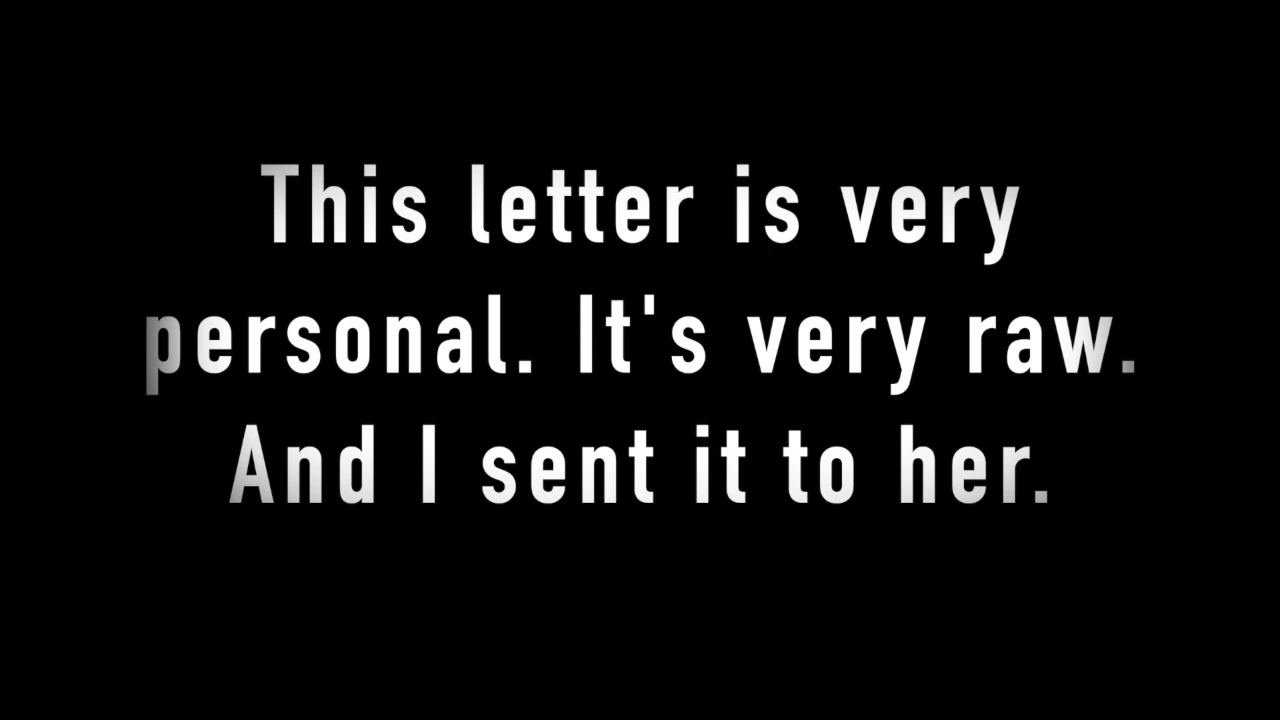 This letter is very
personal. It's very raw.
And I sent it to her.